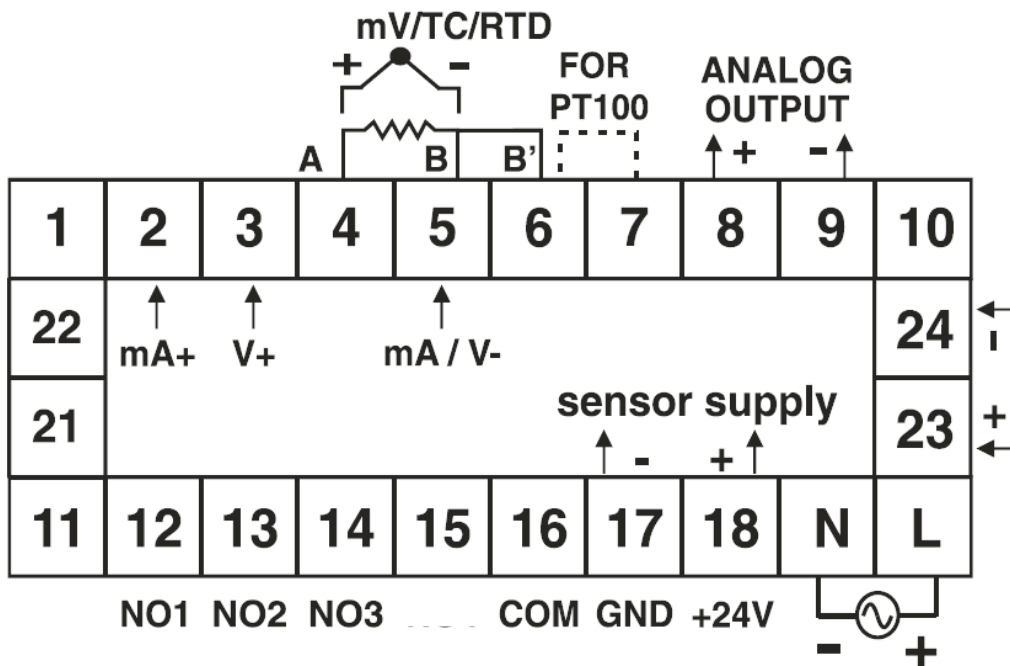 mV/TC/RTD
+ -
FOR
PT100
ANALOG
OUTPUT
+ -
A B B'
1 2 3 4 5 6 7 8 9 10
22 24
mA+ V+ mA / V- -
21 23
sensor supply +
- +
11 12 13 14 15 16 17 18 N L
NO1 NO2 NO3 COM GND +24V
- +